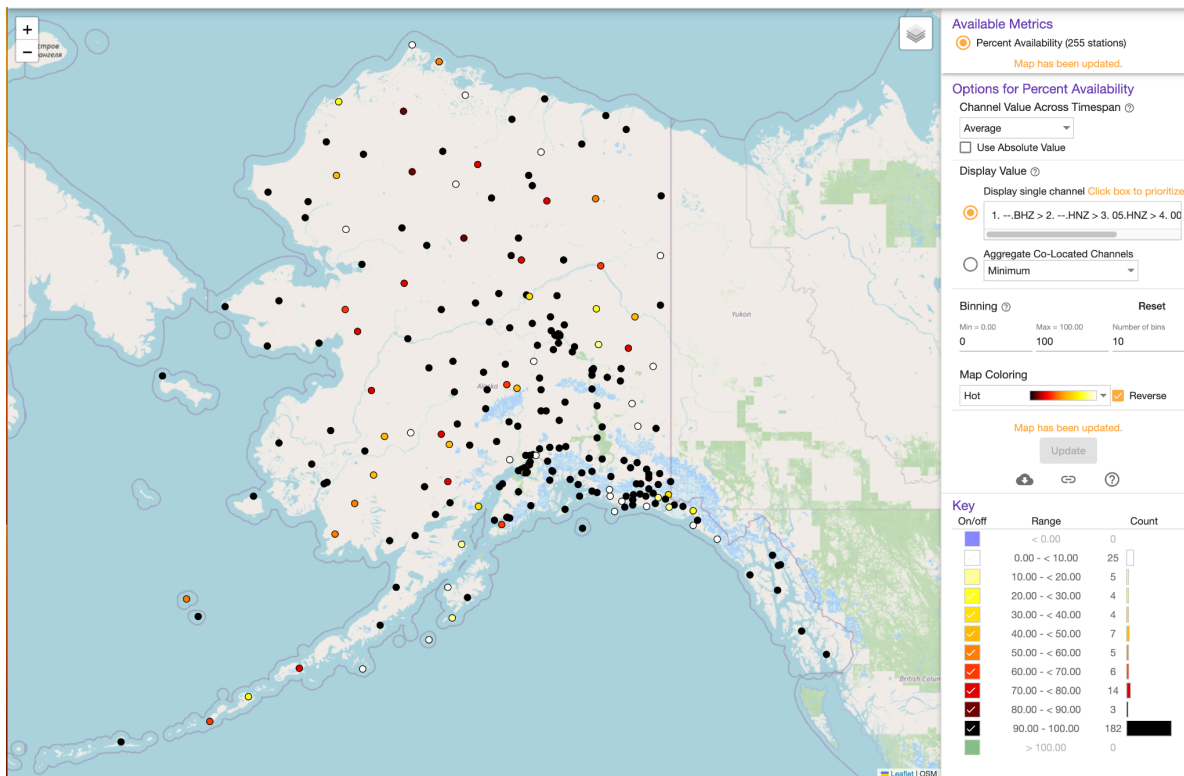 +
−
стров
ангеля
Yukon
Alaska
British Colum
Leaflet | OSM
Available Metrics
Percent Availability (255 stations)
Map has been updated.
Options for Percent Availability
Channel Value Across Timespan ?
Average
Use Absolute Value
Display Value ?
Display single channel Click box to prioritize
1. --.BHZ > 2. --.HNZ > 3. 05.HNZ > 4. 00
Aggregate Co-Located Channels
Minimum
Binning ? Reset
Min = 0.00 Max = 100.00 Number of bins
0 100 10
Map Coloring
Hot Reverse
Map has been updated.
Update
?
Key
On/off Range Count
< 0.00 0
0.00 - < 10.00 25
10.00 - < 20.00 5
20.00 - < 30.00 4
30.00 - < 40.00 4
40.00 - < 50.00 7
50.00 - < 60.00 5
60.00 - < 70.00 6
70.00 - < 80.00 14
80.00 - < 90.00 3
90.00 - 100.00 182
> 100.00 0